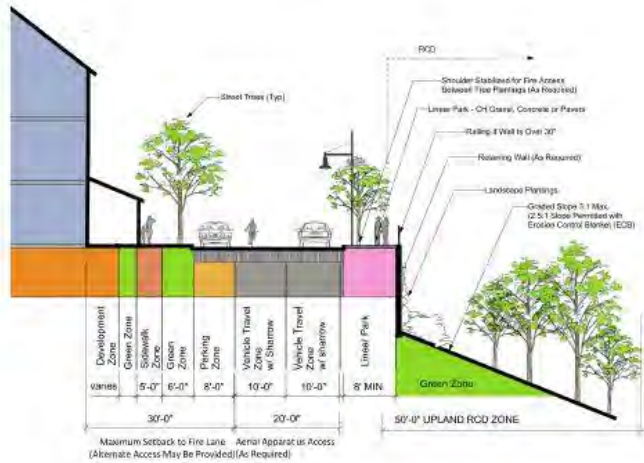 RCD
Street Trees (Typ)
Shoulder Stabilized for Fire Access
Between Tree Plantings (As Required)
Linear Park - CH Gravel, Concrete or Pavers
Railing if Wall is Over 30"
Retaining Wall (As Required)
Landscape Plantings
Graded Slope 3:1 Max.
(2.5:1 Slope Permitted with
Erosion Control Blanket (ECB)
Development
Zone
Green Zone
Sidewalk
Zone
Green
Zone
Parking
Zone
Vehicle Travel
Zone
w/ Sharrow
Vehicle Travel
Zone
w/ sharrow
Linear Park
Green Zone
varies
5'-0"
6'-0"
8'-0"
10'-0"
10'-0"
8' MIN
30'-0"
20'-0"
50'-0" UPLAND RCD ZONE
Maximum Setback to Fire Lane
(Alternate Access May Be Provided)
Aerial Apparatus Access
(As Required)